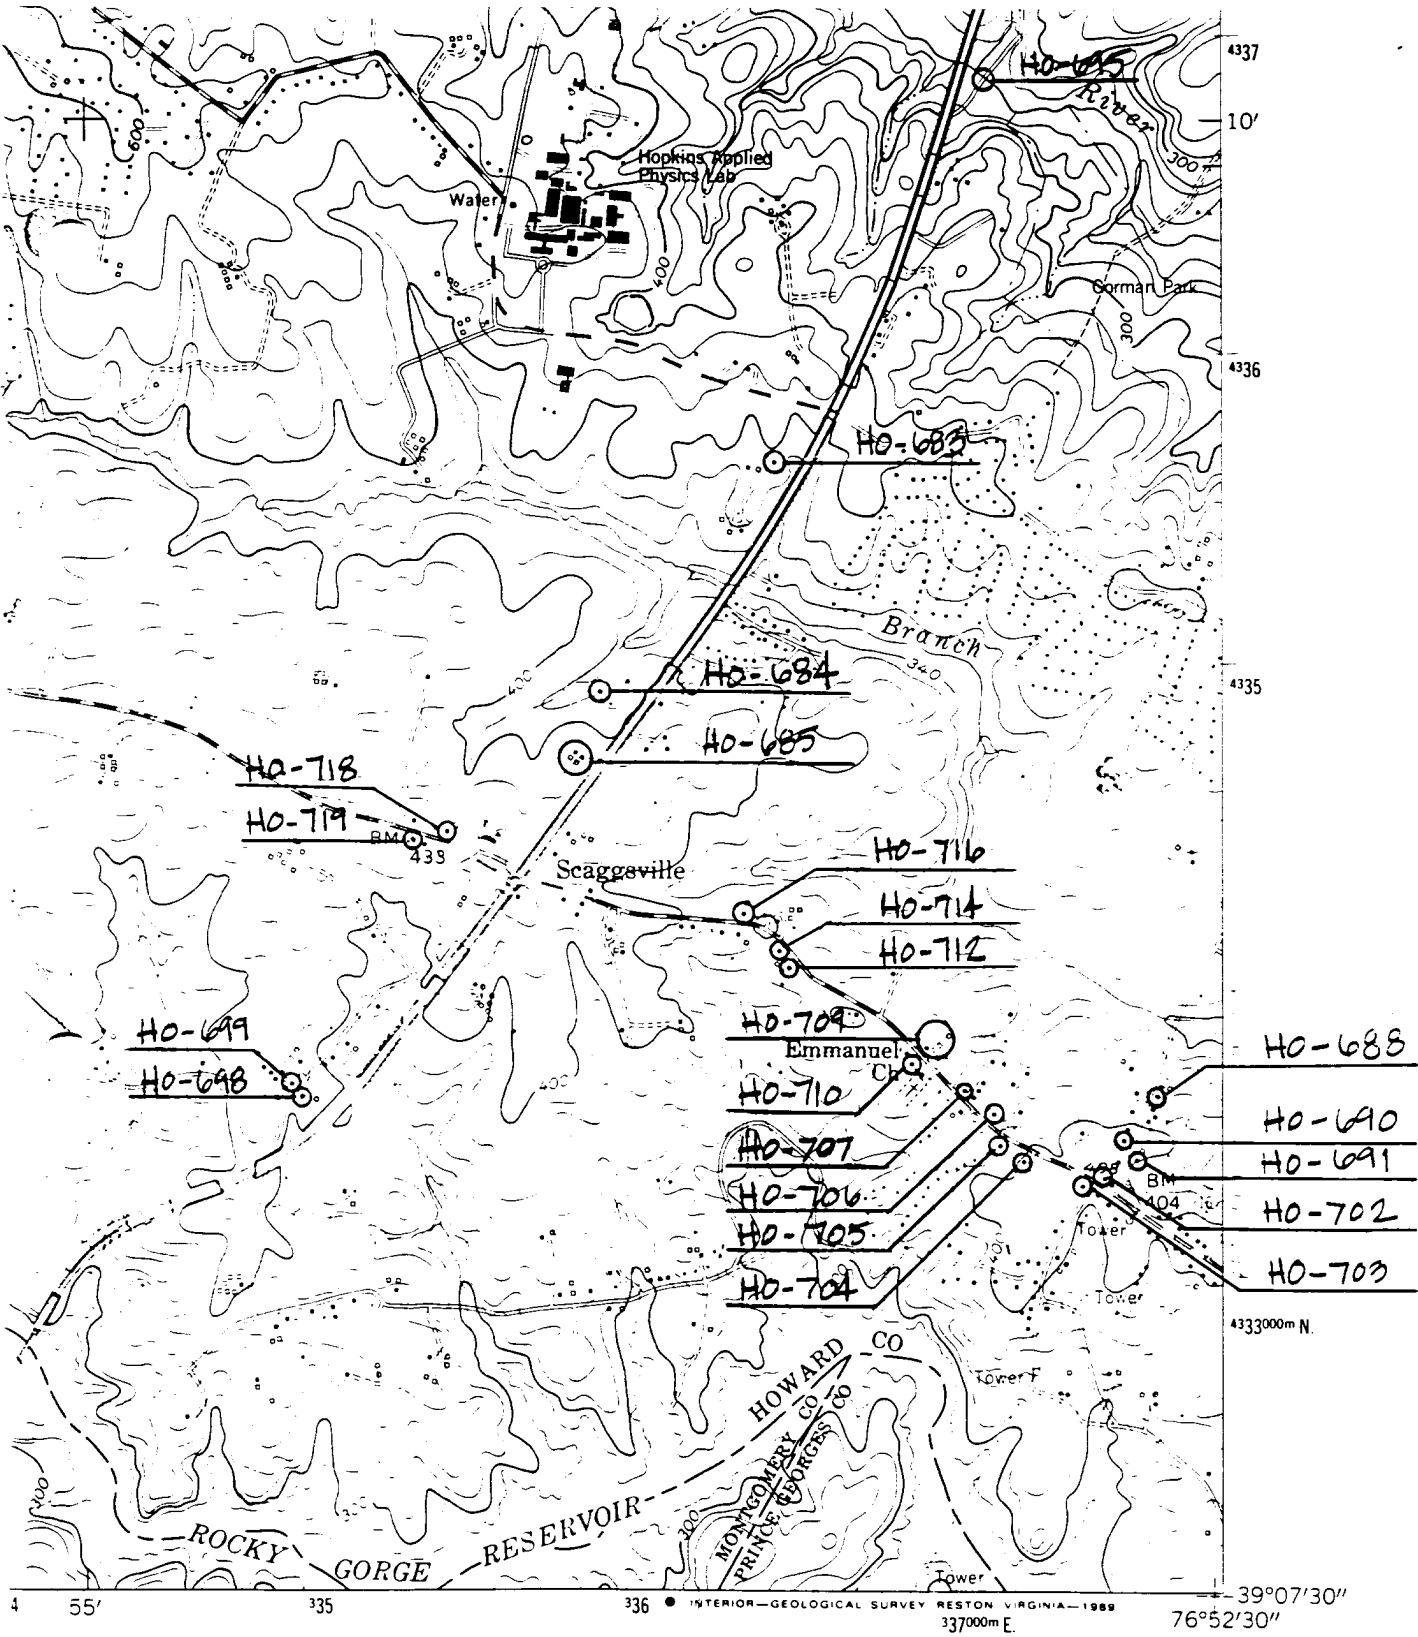 4337
HO-695
River
10'
600
Hopkins Applied
Physics Lab
300
Water
400
Gorman Park
300
4336
HO-683
Branch
340
400
HO-684
4335
HO-685
HO-718
HO-719
BM
433
Scaggsville
HO-716
HO-714
HO-712
HO-699
HO-709
Emmanuel
Ch
HO-688
HO-698
400
HO-710
HO-690
HO-707
HO-691
BM
404
HO-706
HO-702
HO-705
Tower
HO-703
HO-704
Tower
4333000m N.
HOWARD CO
Tower
MONTGOMERY CO
PRINCE GEORGES CO
300
300
300
ROCKY GORGE RESERVOIR
Tower
39°07'30"
4 55' 335 336 INTERIOR—GEOLOGICAL SURVEY RESTON VIRGINIA—1989
337000m E.
76°52'30"